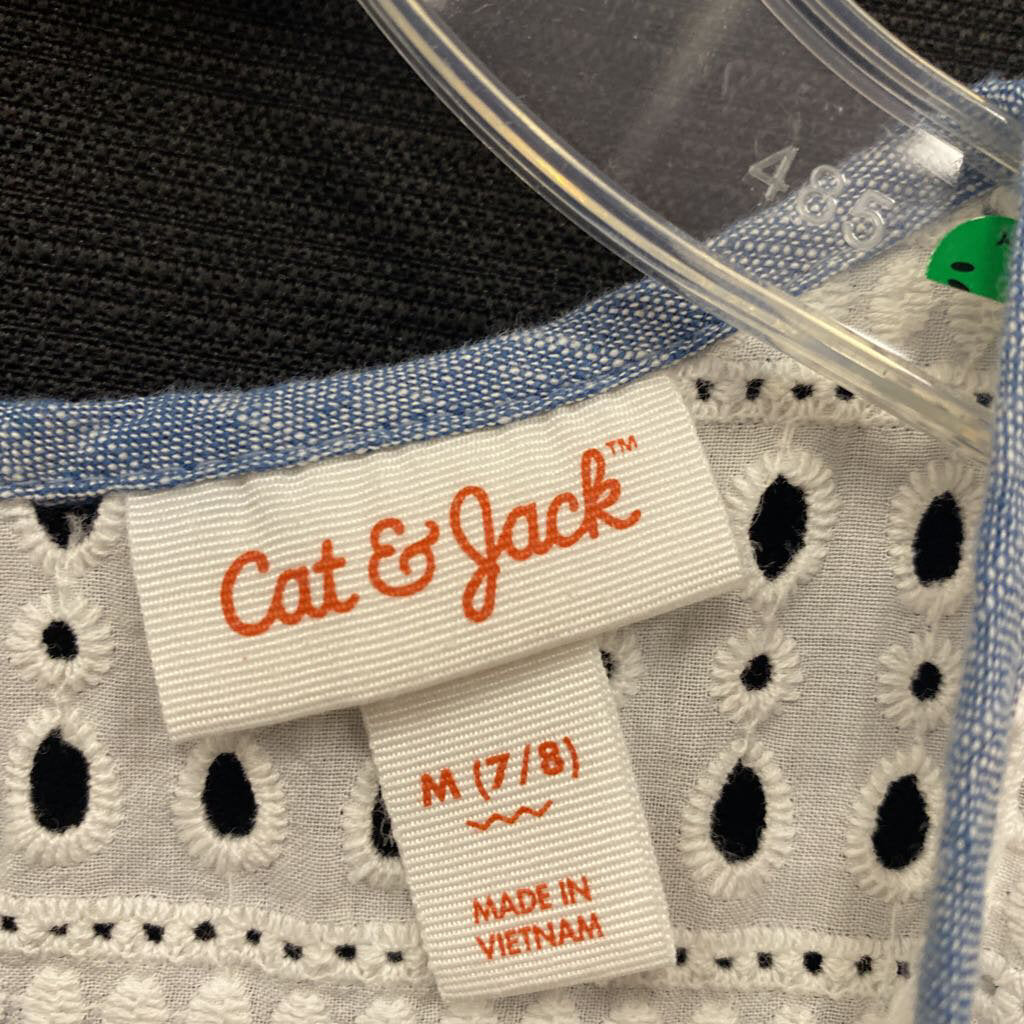 485
Cat & Jack™
M (7/8)
MADE IN
VIETNAM